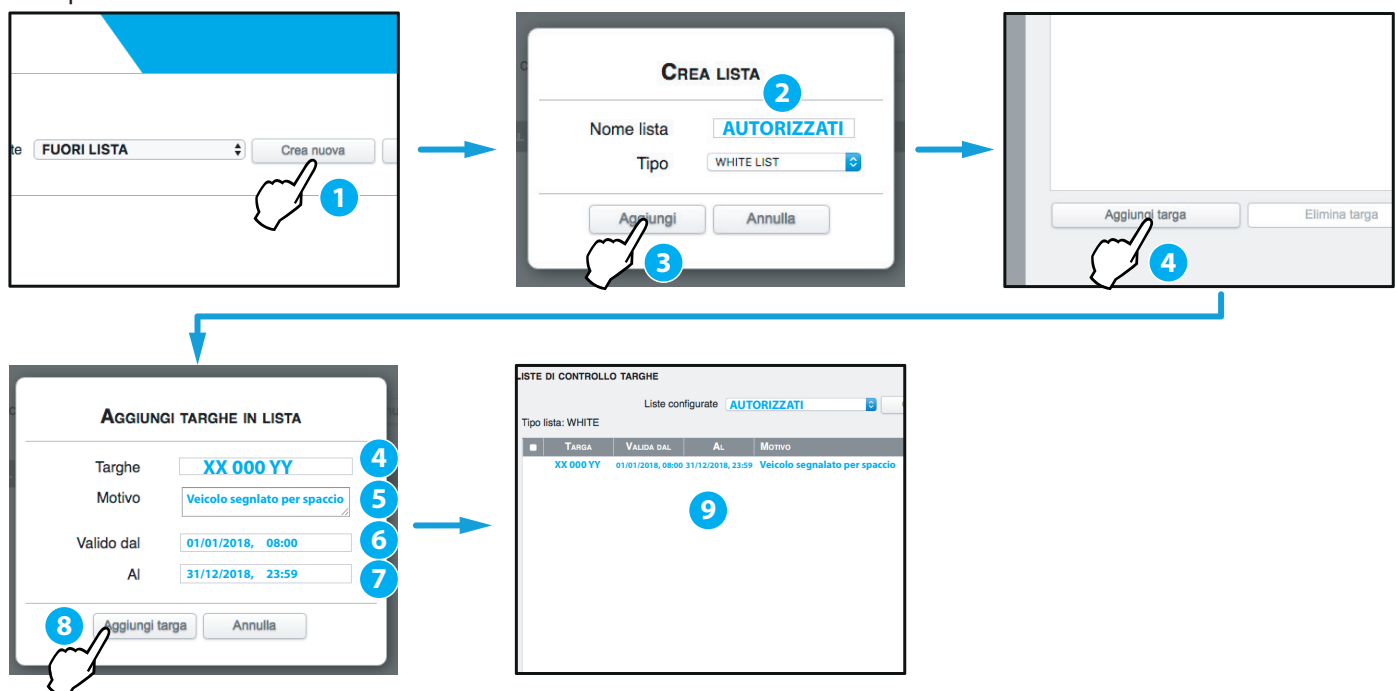 te FUORI LISTA Crea nuova
1
CREA LISTA
2
Nome lista AUTORIZZATI
Tipo WHITE LIST
Aggiungi Annulla
3
Aggiungi targa Elimina targa
4
AGGIUNGI TARGHE IN LISTA
Targhe XX 000 YY 4
Motivo Veicolo segnlato per spaccio 5
Valido dal 01/01/2018, 08:00 6
Al 31/12/2018, 23:59 7
8 Aggiungi targa Annulla
LISTE DI CONTROLLO TARGHE
Liste configurate AUTORIZZATI
Tipo lista: WHITE
TARGA VALIDA DAL AL MOTIVO
XX 000 YY 01/01/2018, 08:00 31/12/2018, 23:59 Veicolo segnalato per spaccio
9